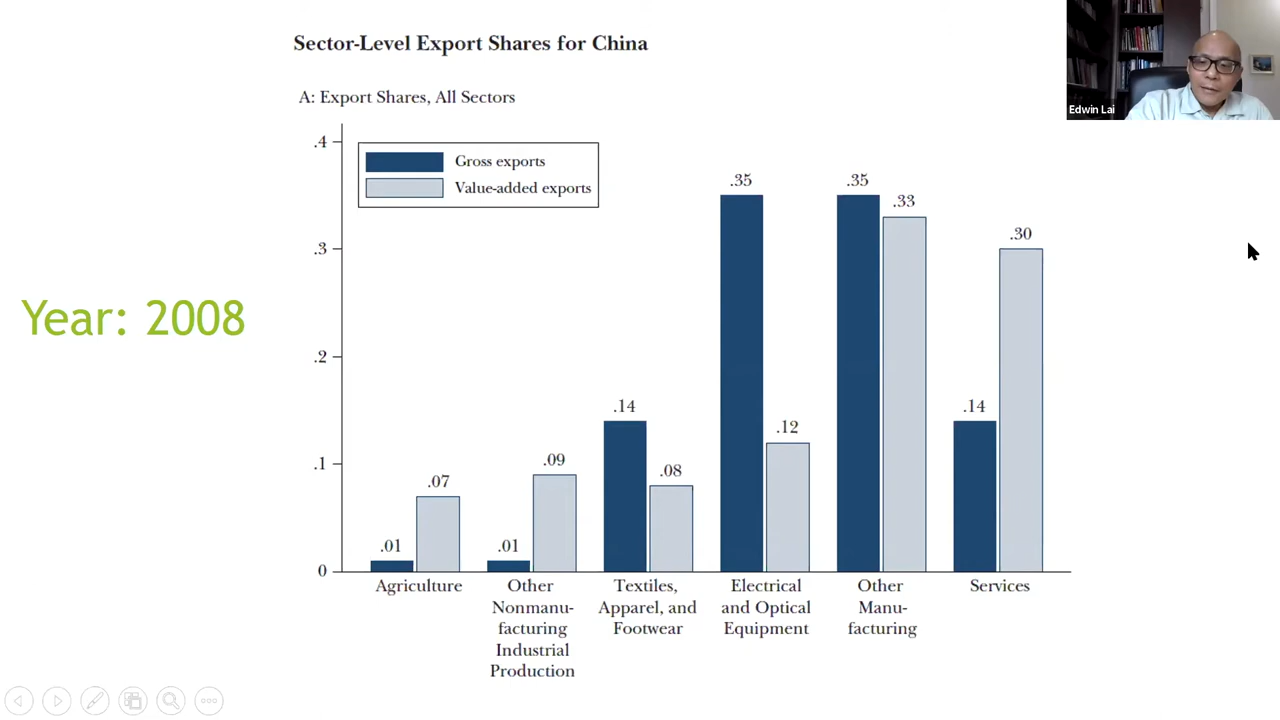 Sector-Level Export Shares for China
Edwin Lai
A: Export Shares, All Sectors
.4
.3
.2
.1
0
Gross exports
Value-added exports
Year: 2008
.01
.07
.01
.09
.14
.08
.35
.12
.35
.33
.14
.30
Agriculture
Other
Nonmanu-
facturing
Industrial
Production
Textiles,
Apparel, and
Footwear
Electrical
and Optical
Equipment
Other
Manu-
facturing
Services